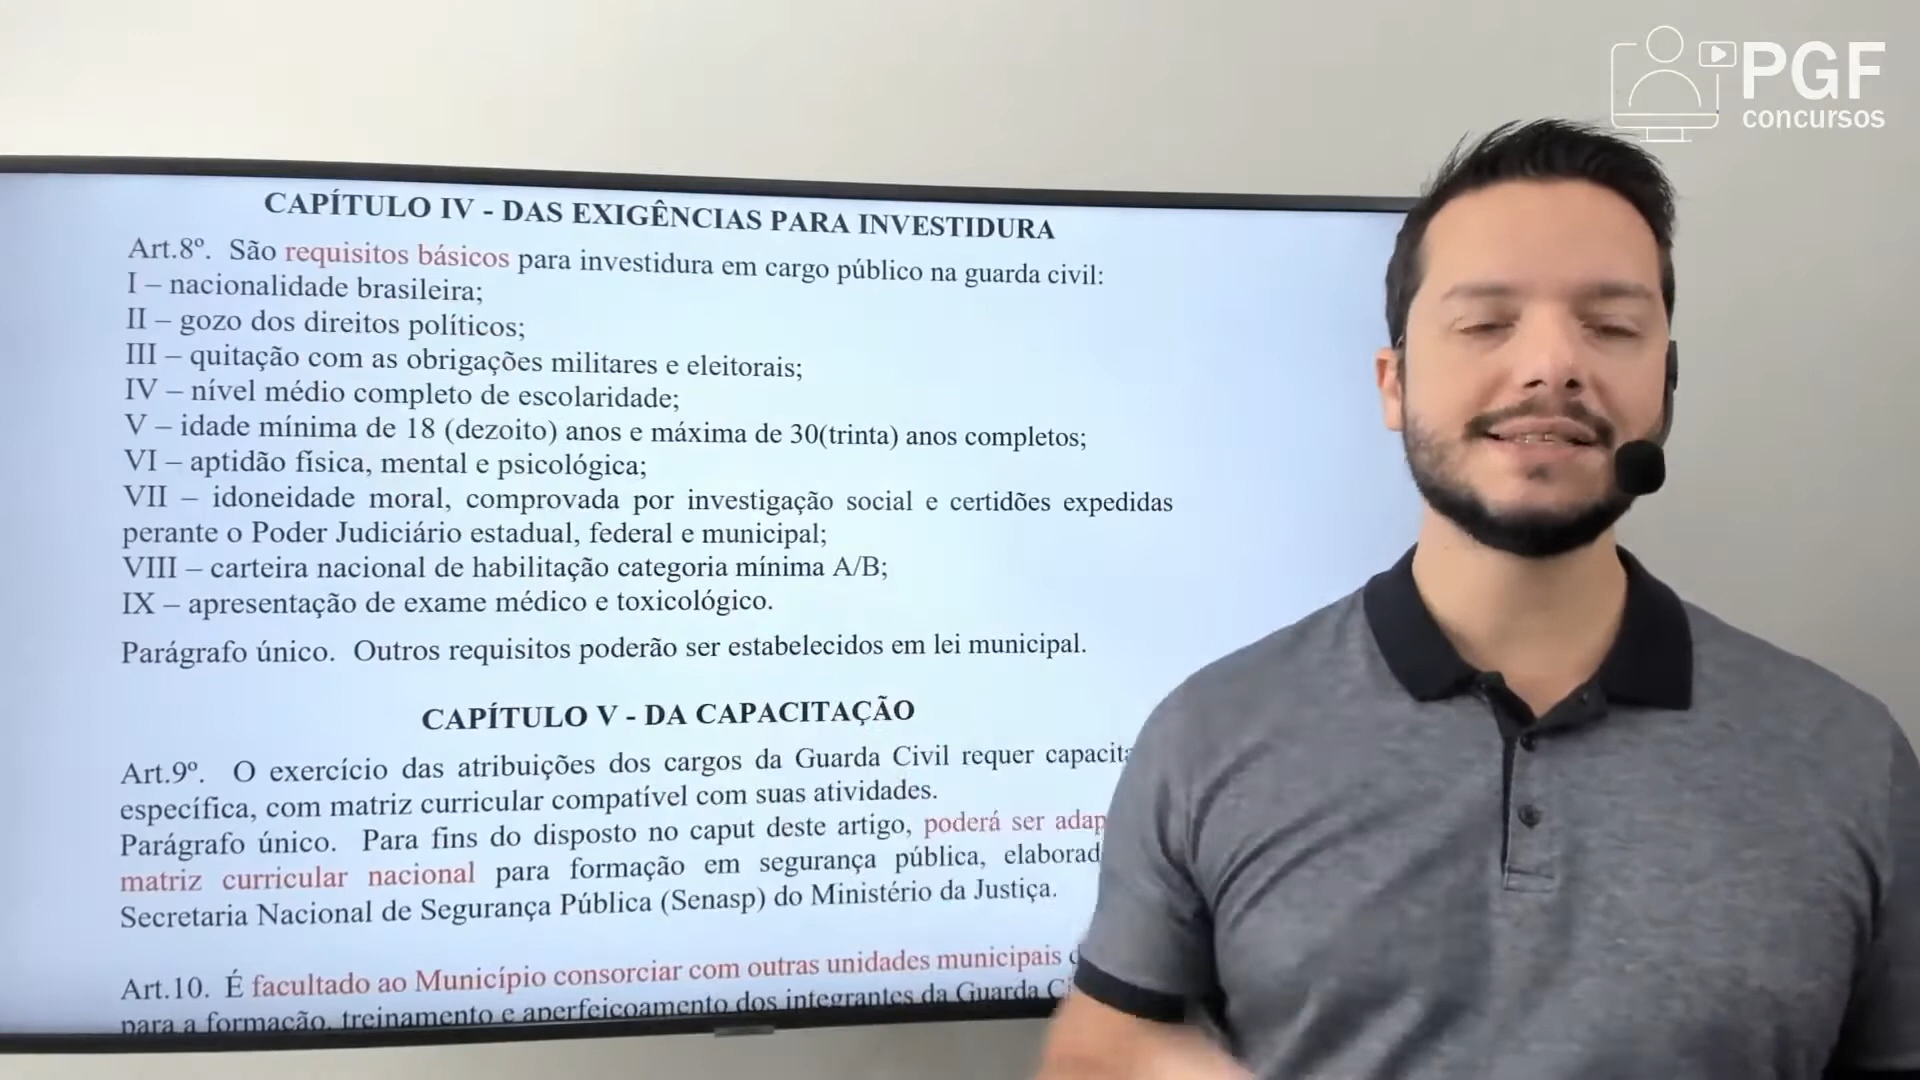 PGF
concursos
CAPÍTULO IV - DAS EXIGÊNCIAS PARA INVESTIDURA
Art.8º. São requisitos básicos para investidura em cargo público na guarda civil:
I – nacionalidade brasileira;
II – gozo dos direitos políticos;
III – quitação com as obrigações militares e eleitorais;
IV – nível médio completo de escolaridade;
V – idade mínima de 18 (dezoito) anos e máxima de 30(trinta) anos completos;
VI – aptidão física, mental e psicológica;
VII – idoneidade moral, comprovada por investigação social e certidões expedidas
perante o Poder Judiciário estadual, federal e municipal;
VIII – carteira nacional de habilitação categoria mínima A/B;
IX – apresentação de exame médico e toxicológico.
Parágrafo único. Outros requisitos poderão ser estabelecidos em lei municipal.
CAPÍTULO V - DA CAPACITAÇÃO
Art.9º. O exercício das atribuições dos cargos da Guarda Civil requer
específica, com matriz curricular compatível com suas atividades.
Parágrafo único. Para fins do disposto no caput deste artigo, poderá ser
matriz curricular nacional para formação em segurança pública,
Secretaria Nacional de Segurança Pública (Senasp) do Ministério da Justiça.
Art.10. É facultado ao Município consorciar com outras unidades municipais
para a formação, treinamento e aperfeiçoamento dos integrantes da Guarda